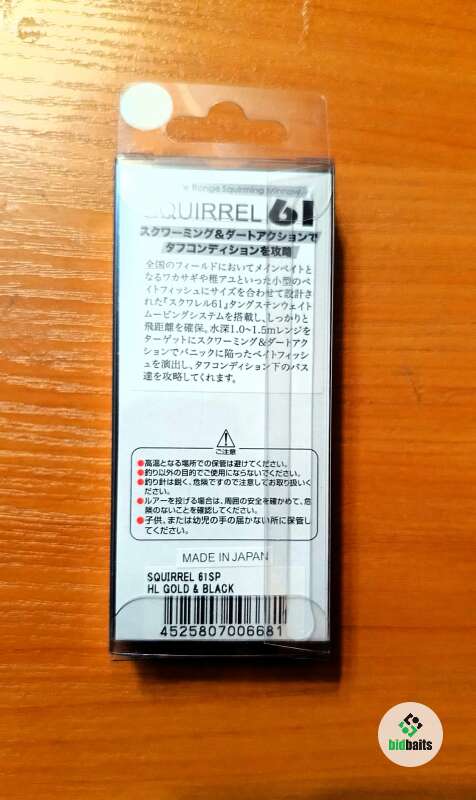 Range Squirming Minnow
SQUIRREL 61
スクワーミング&ダートアクションで
タフコンディションを攻略
全国のフィールドにおいてメインベイトと
なるワカサギや稚アユといった小型のベ
イトフィッシュにサイズを合わせて設計さ
れた『スクワレル61』タングステンウェイト
ムービングシステムを搭載し、しっかりと
飛距離を確保。水深1.0~1.5mレンジを
ターゲットにスクワーミング&ダートアク
ションでパニックに陥ったベイトフィッシ
ュを演出し、タフコンディション下のバス
達を攻略してくれます。
ご注意
●高温となる場所での保管は避けてください。
●釣り以外の目的でご使用にならないでください。
●釣り針は鋭く、危険ですので注意してお取り扱いく
ださい。
●ルアーを投げる場合は、周囲の安全を確かめて、危
険のないことを確認してください。
●子供、または幼児の手の届かない所に保管し
てください。
MADE IN JAPAN
SQUIRREL 61SP
HL GOLD & BLACK
4525807006681
bidbaits